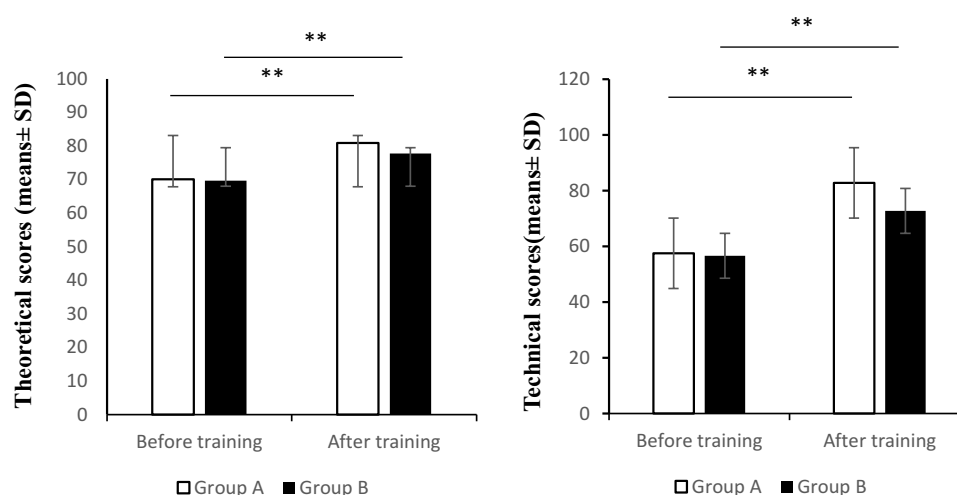 **
**
Theoretical scores (means± SD)
100
90
80
70
60
50
40
30
20
10
0
Before training
After training
Group A
Group B
**
**
Technical scores(means± SD)
120
100
80
60
40
20
0
Before training
After training
Group A
Group B